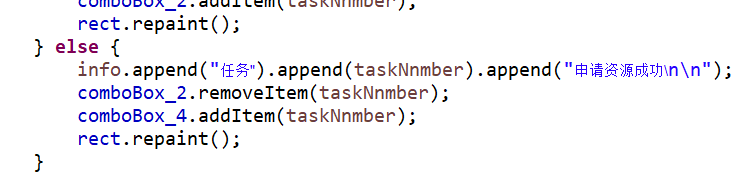 comboBox_2.addItem(taskNnmber);
rect.repaint();
} else {
info.append("任务").append(taskNnmber).append("申请资源成功\n\n");
comboBox_2.removeItem(taskNnmber);
comboBox_4.addItem(taskNnmber);
rect.repaint();
}